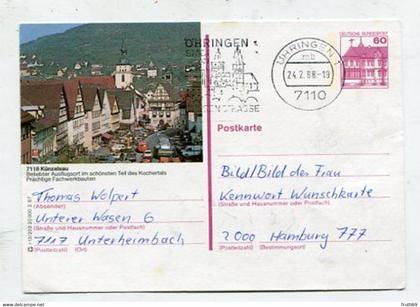 ÖHRINGEN
ÖHRINGEN 1
mb
24.2.88-19
7110
DEUTSCHE BUNDESPOST
60
7118 Künzelsau
Beliebter Ausflugsort im schönsten Teil des Kochertals
Prächtige Fachwerkbauten
Postkarte
Thomas Wolpert
(Absender)
Unterer Wasen 6
(Straße und Hausnummer oder Postfach)
7117 Unterheimbach
(Postleitzahl) (Ort)
Bild/Bild der Frau
Kennwort Wunschkarte
(Straße und Hausnummer oder Postfach)
2000 Hamburg 777
(Postleitzahl) (Bestimmungsort)